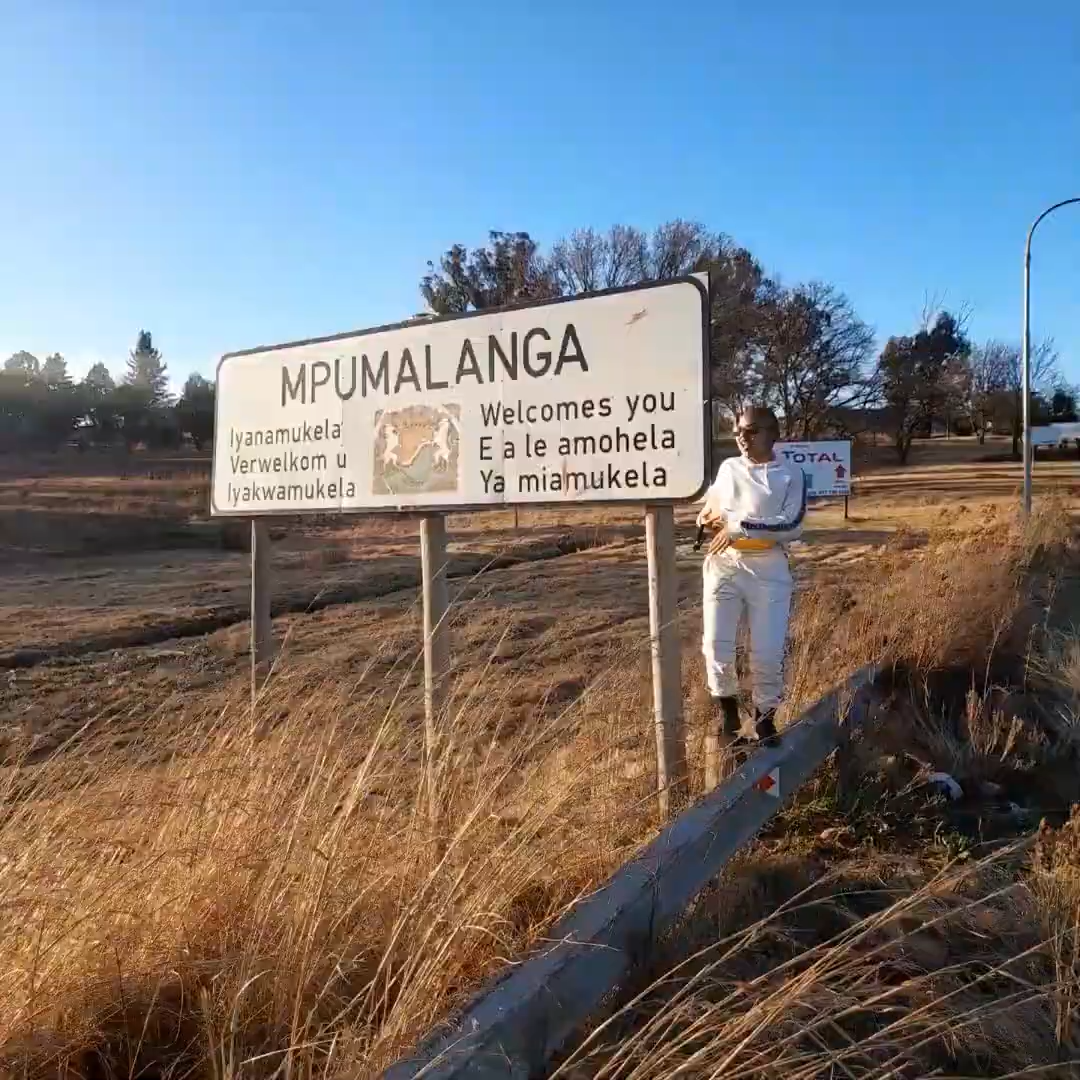 MPUMALANGA
Iyanamukela
Verwelkom u
Iyakwamukela
Welcomes you
E a le amohela
Ya miamukela
TOTAL